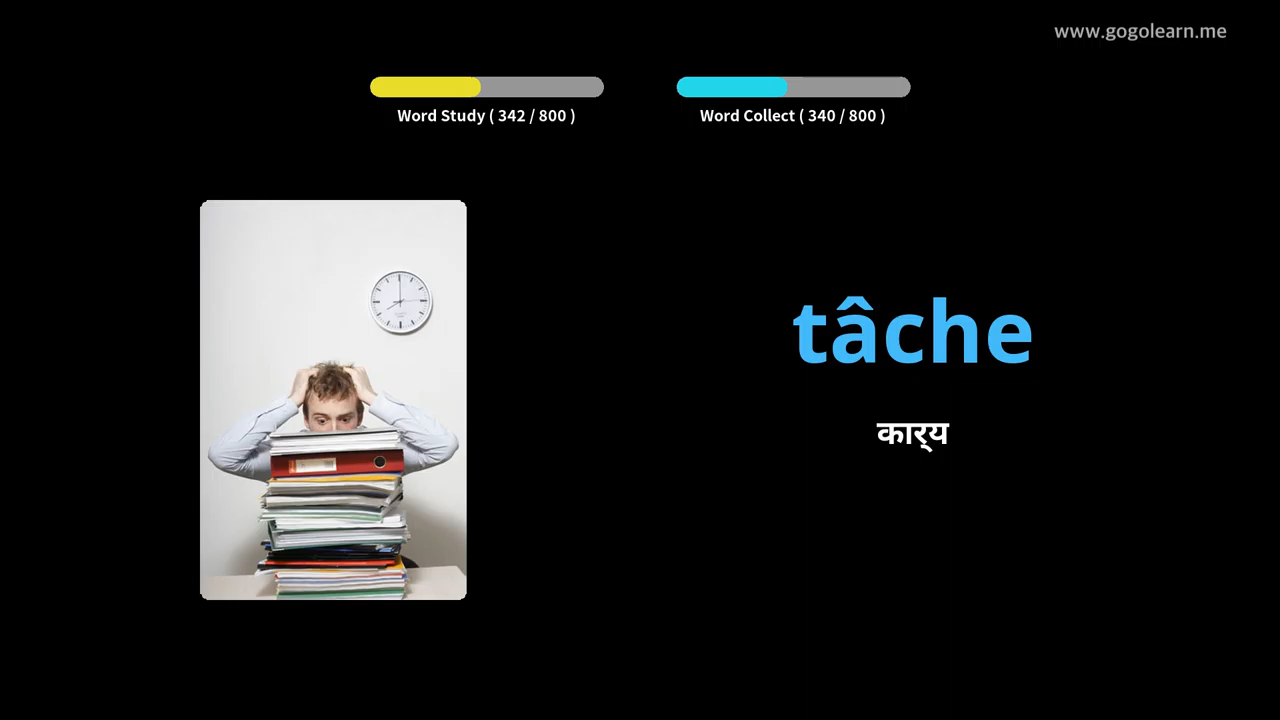 www.gogolearn.me
Word Study ( 342 / 800 )
Word Collect ( 340 / 800 )
tâche
कार्य